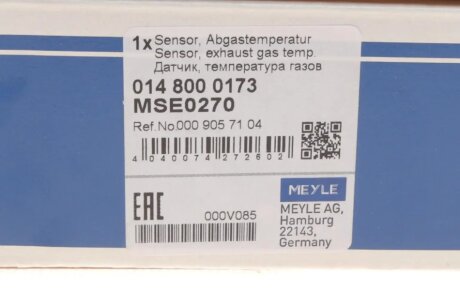 1x Sensor, Abgastemperatur
Sensor, exhaust gas temp.
Датчик, температура газов
014 800 0173
MSE0270
Ref.No.000 905 71 04
4 040074 272602
EAC
000V085
MEYLE
MEYLE AG,
Hamburg
22143,
Germany